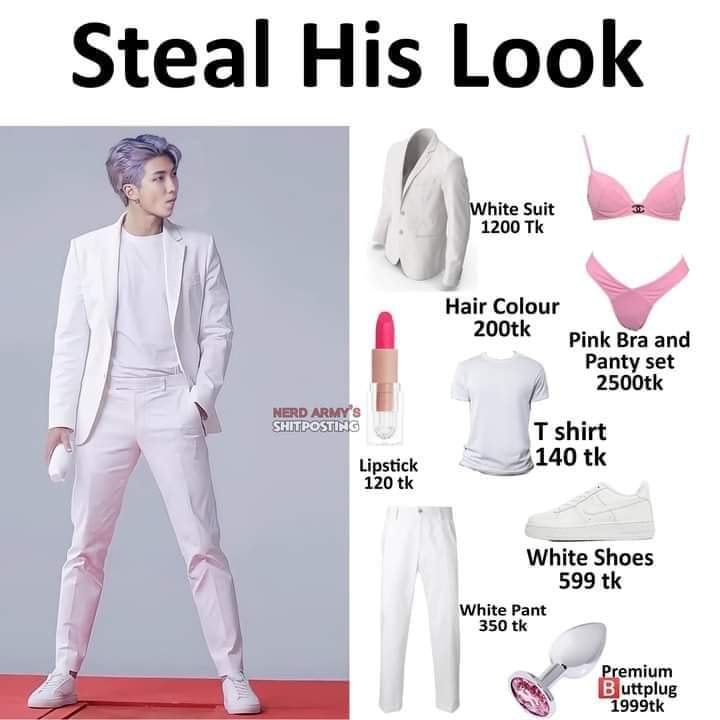 Steal His Look
White Suit
1200 Tk
Hair Colour
200tk
Pink Bra and
Panty set
2500tk
NERD ARMY'S
SHITPOSTING
T shirt
140 tk
Lipstick
120 tk
White Shoes
599 tk
White Pant
350 tk
Premium
Buttplug
1999tk